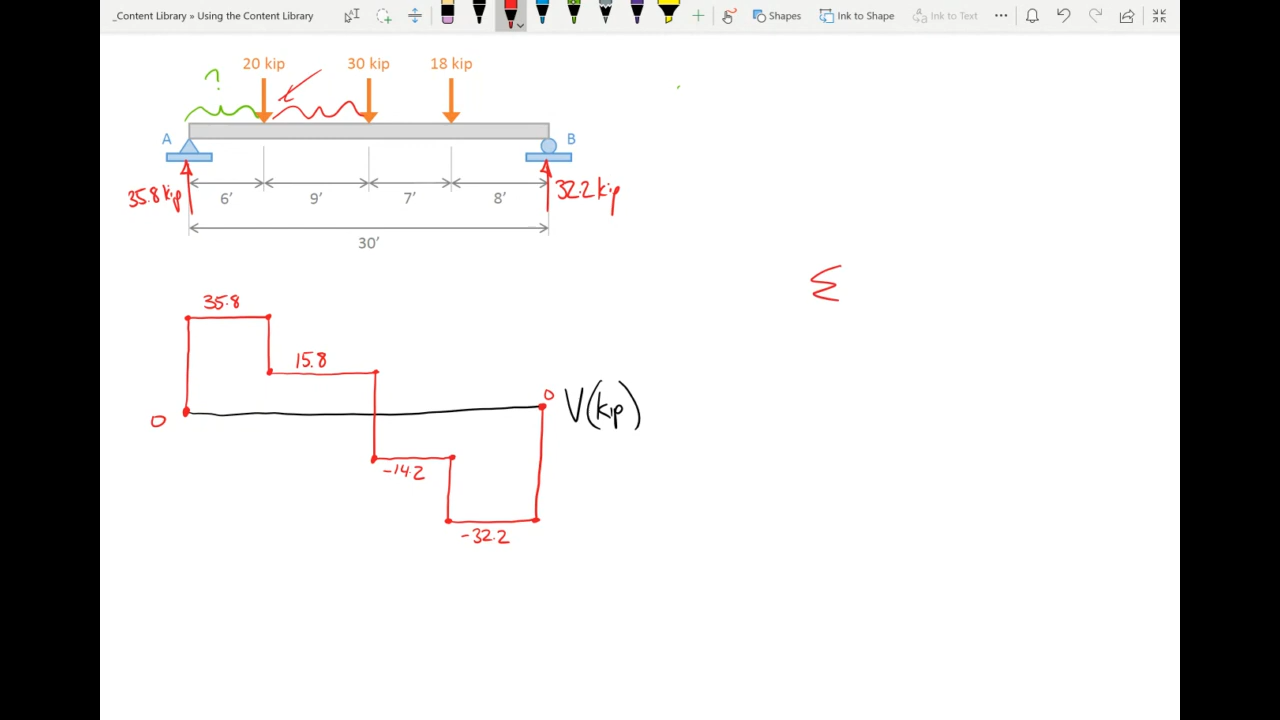 _Content Library » Using the Content Library
Shapes
Ink to Shape
Ink to Text
20 kip
30 kip
18 kip
?
A
B
35.8 kip
32.2 kip
6′
9′
7′
8′
30′
35.8
15.8
0
0
V(kip)
-14.2
-32.2
Σ